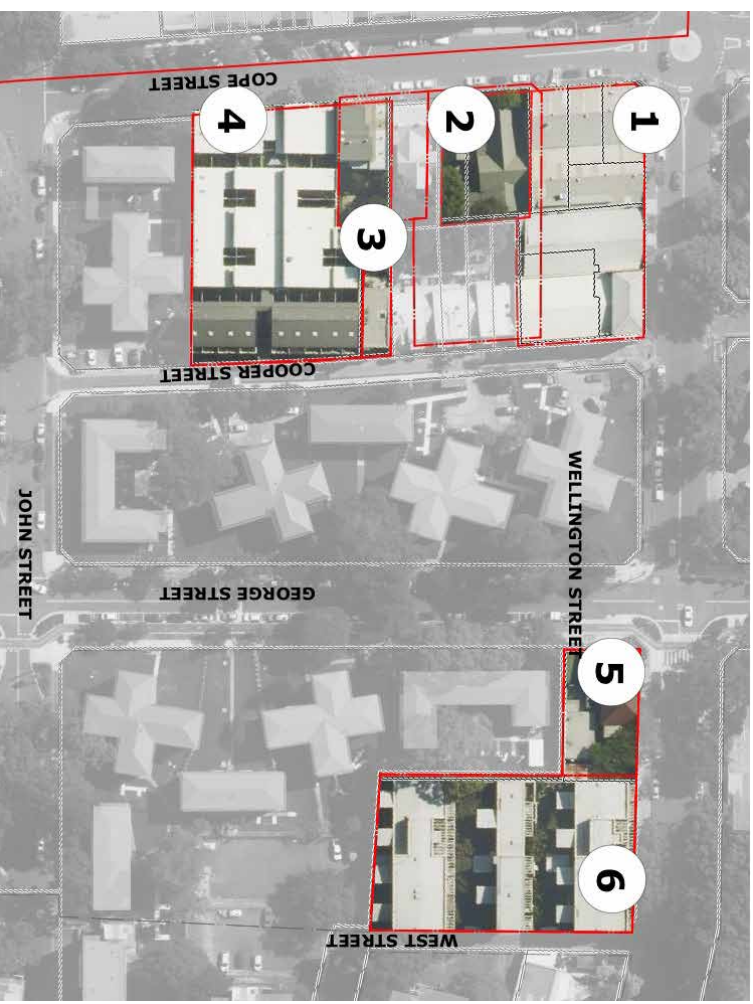 COPE STREET
1
2
4
3
COOPER STREET
WELLINGTON STREET
JOHN STREET
GEORGE STREET
5
6
WEST STREET